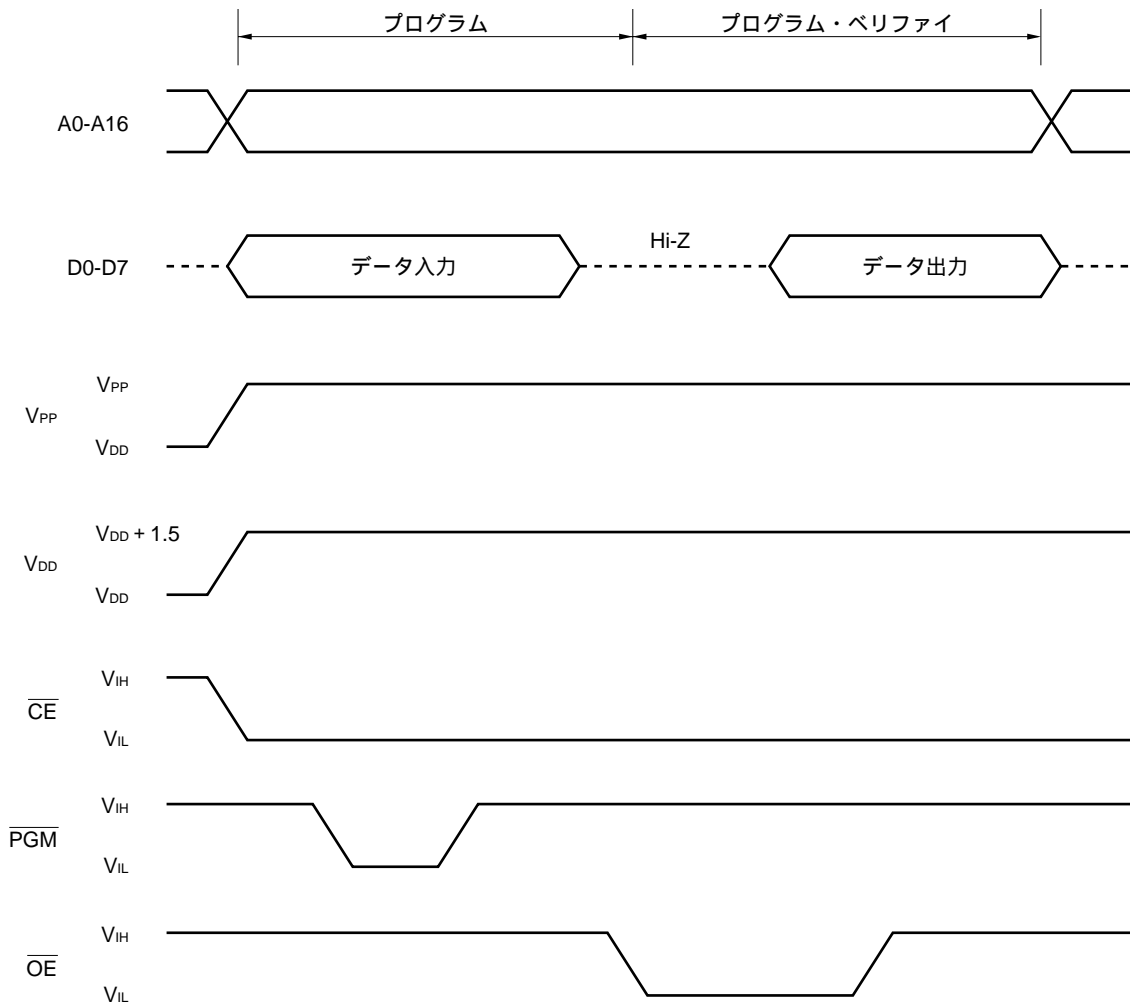 プログラム
プログラム・ベリファイ
A0-A16
D0-D7
データ入力
Hi-Z
データ出力
VPP
VPP
VDD
VDD + 1.5
VDD
VDD
VIH
CE
VIL
VIH
PGM
VIL
VIH
OE
VIL